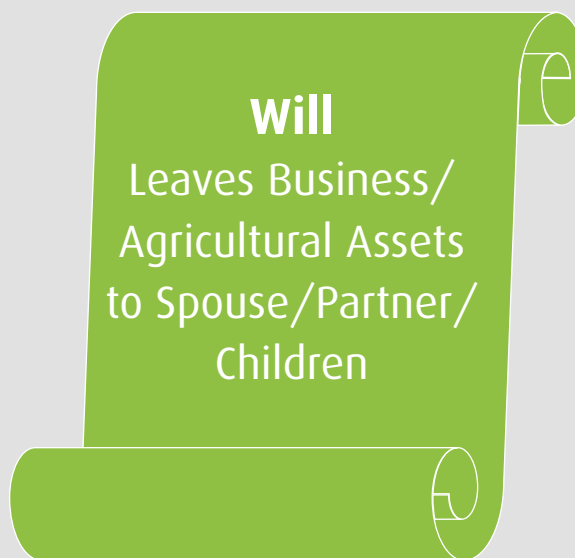 Will
Leaves Business/
Agricultural Assets
to Spouse/Partner/
Children